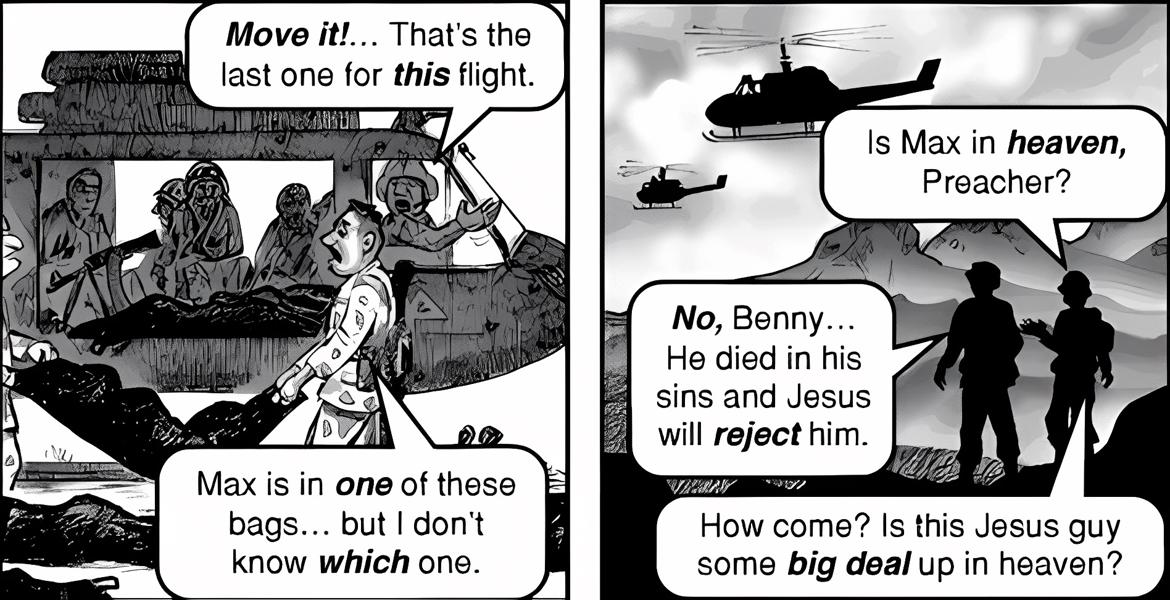 Move it!... That's the
last one for this flight.
Max is in one of these
bags... but I don't
know which one.
Is Max in heaven,
Preacher?
No, Benny...
He died in his
sins and Jesus
will reject him.
How come? Is this Jesus guy
some big deal up in heaven?